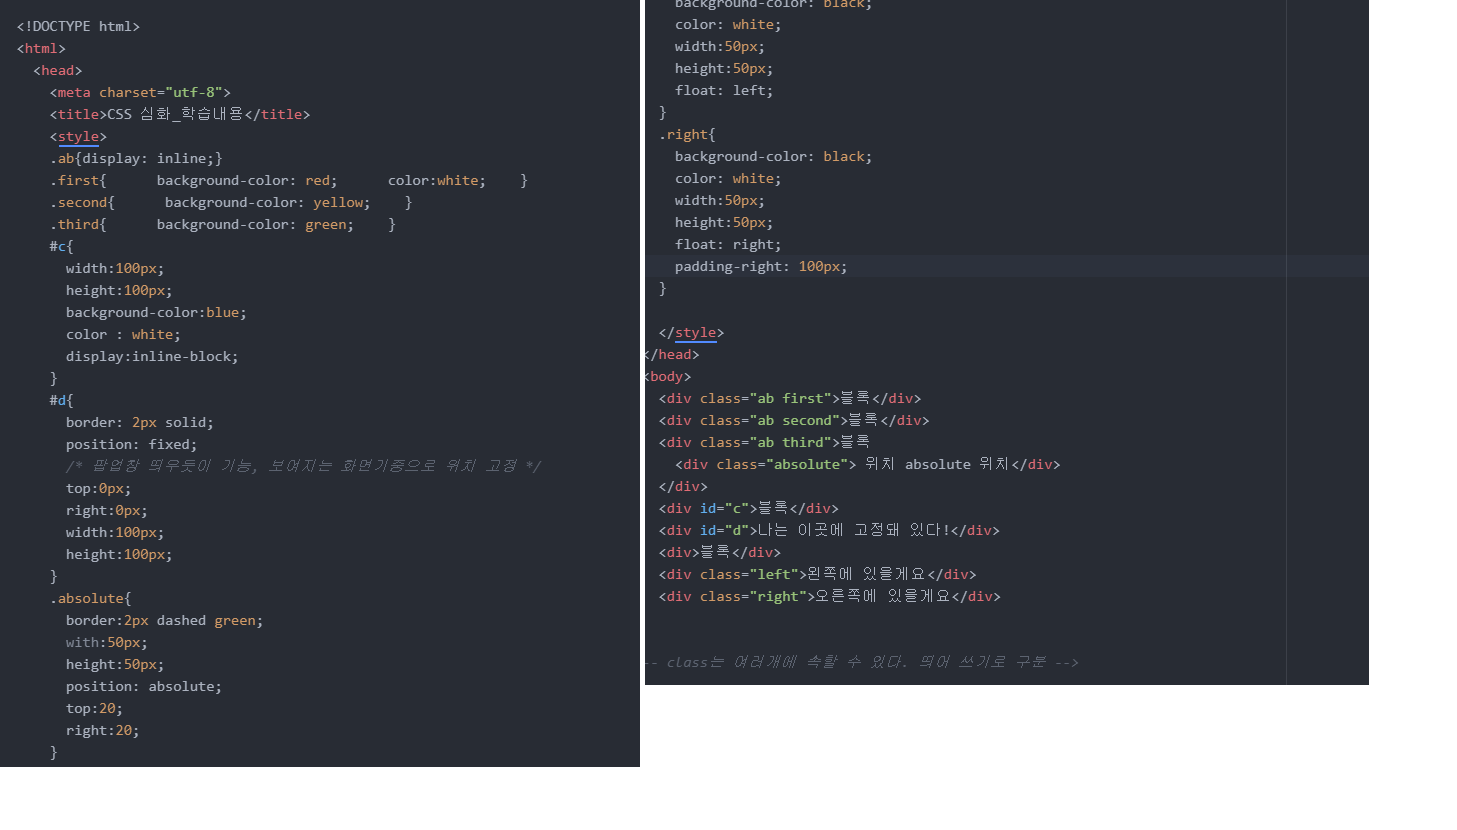 <!DOCTYPE html>
<html>
<head>
<meta charset="utf-8">
<title>CSS 심화_학습내용</title>
<style>
.ab{display: inline;}
.first{ background-color: red; color:white; }
.second{ background-color: yellow; }
.third{ background-color: green; }
#c{
width:100px;
height:100px;
background-color:blue;
color : white;
display:inline-block;
}
#d{
border: 2px solid;
position: fixed;
/* 팝업창 띄우듯이 기능, 보여지는 화면기중으로 위치 고정 */
top:0px;
right:0px;
width:100px;
height:100px;
}
.absolute{
border:2px dashed green;
with:50px;
height:50px;
position: absolute;
top:20;
right:20;
}
background-color: black;
color: white;
width:50px;
height:50px;
float: left;
}
.right{
background-color: black;
color: white;
width:50px;
height:50px;
float: right;
padding-right: 100px;
}
</style>
</head>
<body>
<div class="ab first">블록</div>
<div class="ab second">블록</div>
<div class="ab third">블록
<div class="absolute"> 위치 absolute 위치</div>
</div>
<div id="c">블록</div>
<div id="d">나는 이곳에 고정돼 있다!</div>
<div>블록</div>
<div class="left">왼쪽에 있을게요</div>
<div class="right">오른쪽에 있을게요</div>
-- class는 여러개에 속할 수 있다. 띄어 쓰기로 구분 -->